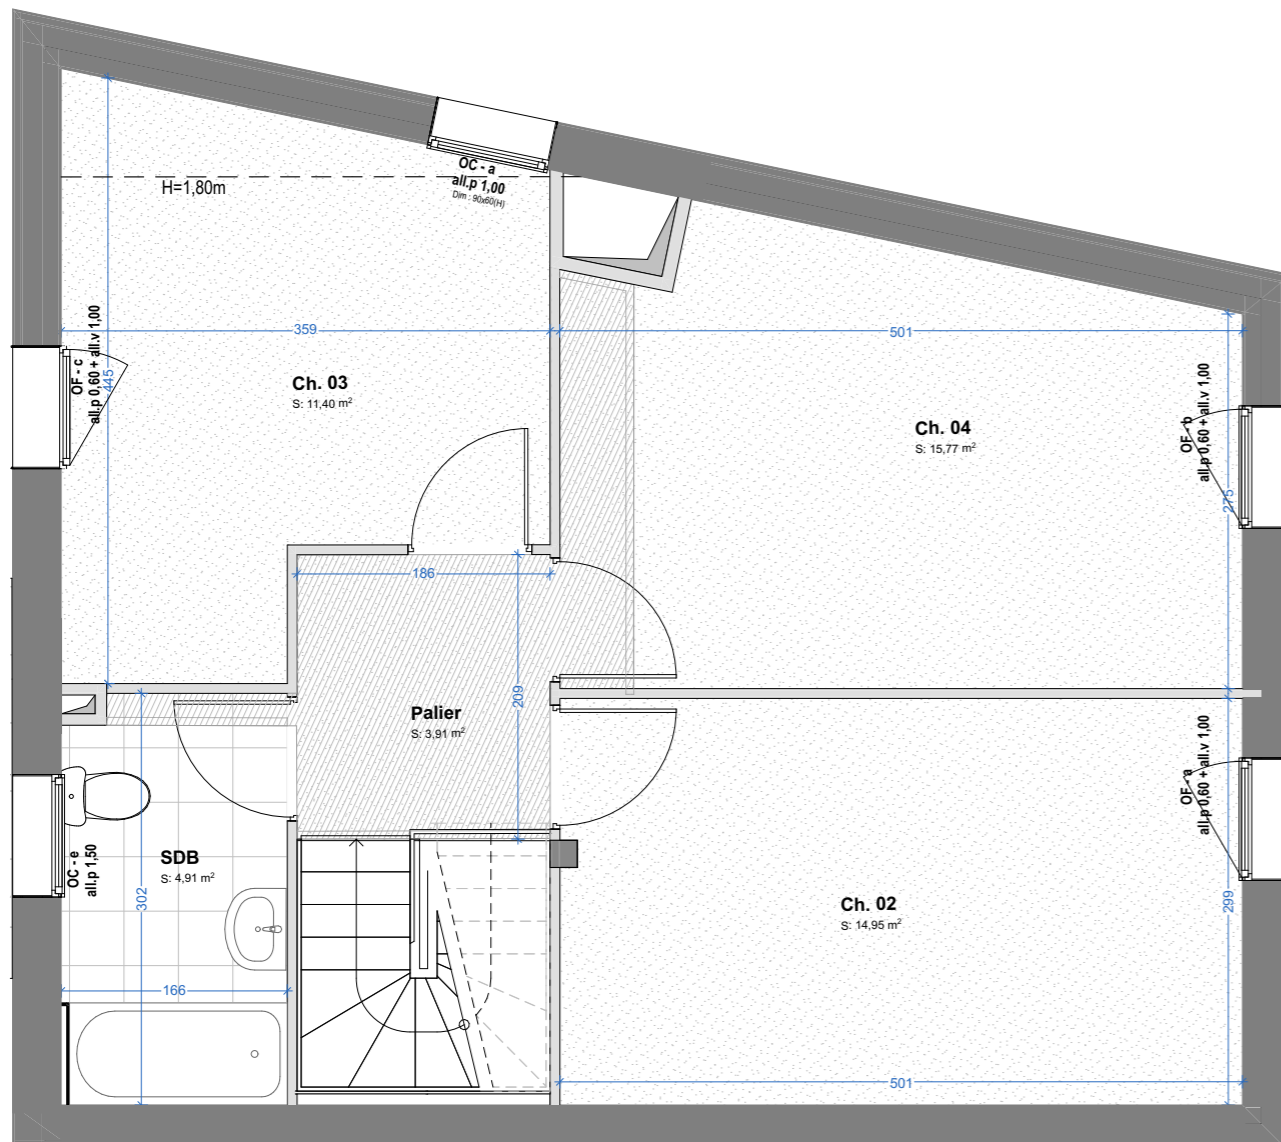 OC - a
all.p 1,00
Dim : 90x60(H)
H=1,80m
359
501
OF - c
all.p 0,60 + all.v 1,00
445
Ch. 03
S: 11,40 m²
OF - b
all.p 0,60 + all.v 1,00
275
Ch. 04
S: 15,77 m²
186
209
Palier
S: 3,91 m²
OF - a
all.p 0,60 + all.v 1,00
299
OC - e
all.p 1,50
SDB
S: 4,91 m²
302
Ch. 02
S: 14,95 m²
166
501